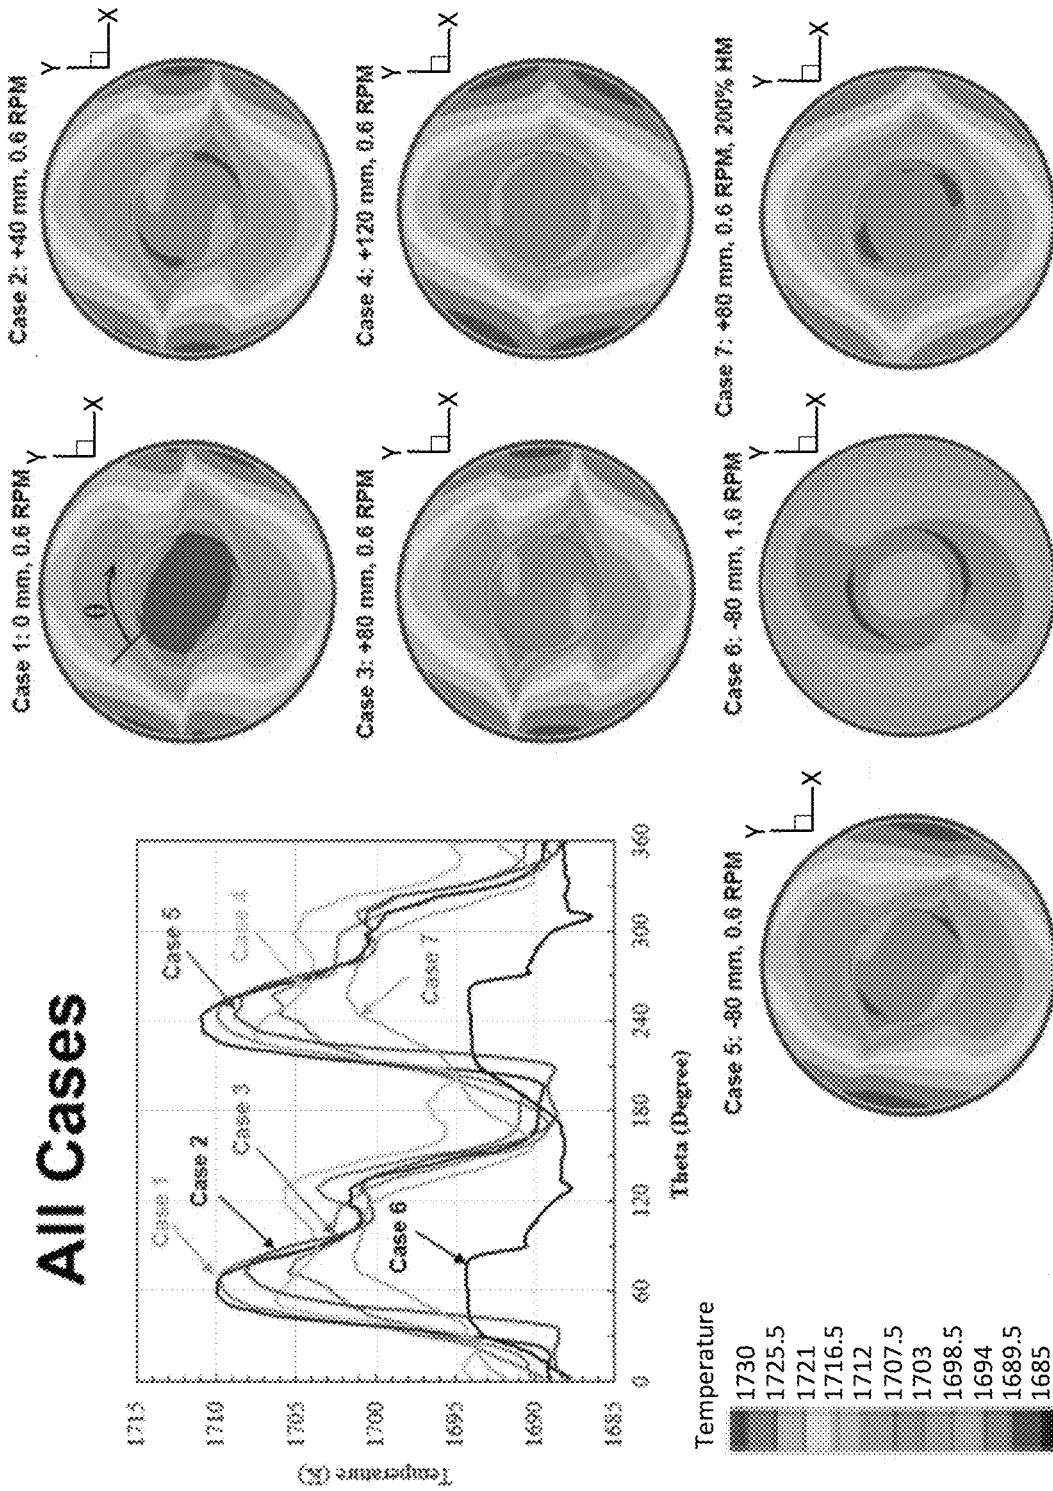 All Cases
Case 1: 0 mm, 0.6 RPM
Case 2: +40 mm, 0.6 RPM
Y
X
θ
Y
X
Case 3: +80 mm, 0.6 RPM
Case 4: +120 mm, 0.6 RPM
Y
X
Y
X
Case 5: -80 mm, 0.6 RPM
Case 6: -80 mm, 1.6 RPM
Case 7: +80 mm, 0.6 RPM, 200% HM
Y
X
Y
X
Y
X
Temperature (K)
1715
1710
1705
1700
1695
1690
1685
0
60
120
180
240
300
360
Theta (Degree)
Case 1
Case 2
Case 3
Case 4
Case 5
Case 6
Case 7
Temperature
1730
1725.5
1721
1716.5
1712
1707.5
1703
1698.5
1694
1689.5
1685